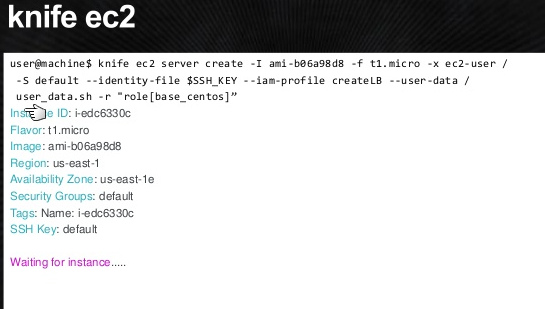 knife ec2
user@machine$ knife ec2 server create -I ami-b06a98d8 -f t1.micro -x ec2-user /
-S default --identity-file $SSH_KEY --iam-profile createLB --user-data /
user_data.sh -r "role[base_centos]”
ID: i-edc6330c
Flavor: t1.micro
Image: ami-b06a98d8
Region: us-east-1
Availability Zone: us-east-1e
Security Groups: default
Tags: Name: i-edc6330c
SSH Key: default
Waiting for instance.....